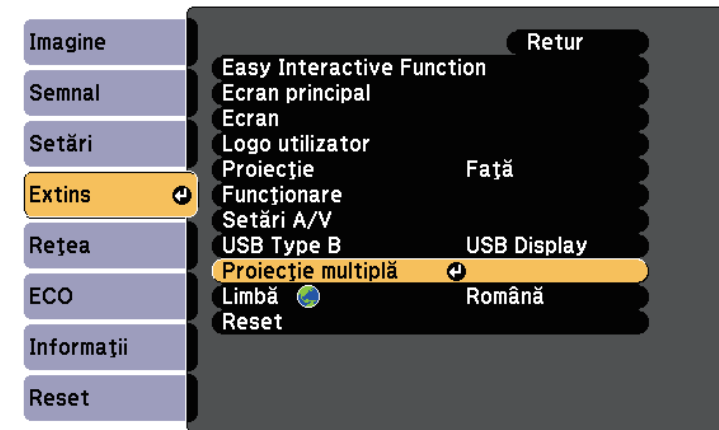 Imagine
Semnal
Setări
Extins
Reţea
ECO
Informaţii
Reset
Retur
Easy Interactive Function
Ecran principal
Ecran
Logo utilizator
Proiecţie Faţă
Funcţionare
Setări A/V
USB Type B USB Display
Proiecţie multiplă
Limbă Română
Reset